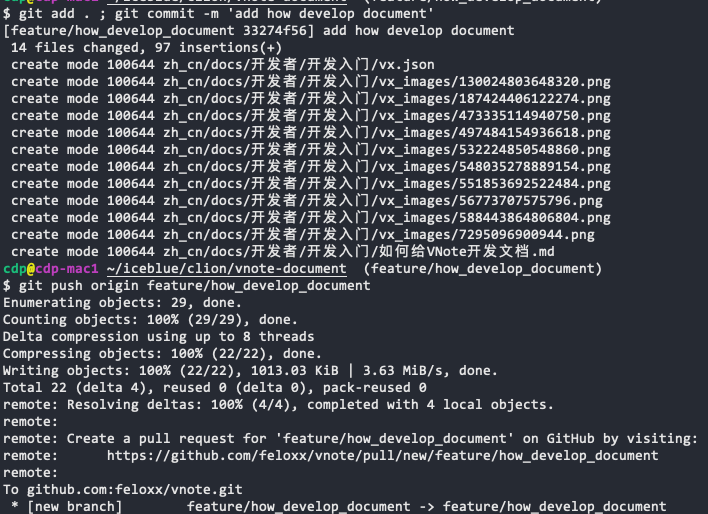 cdp@cdp-mac1 ~/iceblue/clion/vnote-document (feature/how_develop_document)
$ git add . ; git commit -m 'add how develop document'
[feature/how_develop_document 33274f56] add how develop document
 14 files changed, 97 insertions(+)
 create mode 100644 zh_cn/docs/开发者/开发入门/vx.json
 create mode 100644 zh_cn/docs/开发者/开发入门/vx_images/130024803648320.png
 create mode 100644 zh_cn/docs/开发者/开发入门/vx_images/187424406122274.png
 create mode 100644 zh_cn/docs/开发者/开发入门/vx_images/473335114940750.png
 create mode 100644 zh_cn/docs/开发者/开发入门/vx_images/497484154936618.png
 create mode 100644 zh_cn/docs/开发者/开发入门/vx_images/532224850548860.png
 create mode 100644 zh_cn/docs/开发者/开发入门/vx_images/548035278889154.png
 create mode 100644 zh_cn/docs/开发者/开发入门/vx_images/551853692522484.png
 create mode 100644 zh_cn/docs/开发者/开发入门/vx_images/56773707575796.png
 create mode 100644 zh_cn/docs/开发者/开发入门/vx_images/588443864806804.png
 create mode 100644 zh_cn/docs/开发者/开发入门/vx_images/7295096900944.png
 create mode 100644 zh_cn/docs/开发者/开发入门/如何给VNote开发文档.md
cdp@cdp-mac1 ~/iceblue/clion/vnote-document (feature/how_develop_document)
$ git push origin feature/how_develop_document
Enumerating objects: 29, done.
Counting objects: 100% (29/29), done.
Delta compression using up to 8 threads
Compressing objects: 100% (22/22), done.
Writing objects: 100% (22/22), 1013.03 KiB | 3.63 MiB/s, done.
Total 22 (delta 4), reused 0 (delta 0), pack-reused 0
remote: Resolving deltas: 100% (4/4), completed with 4 local objects.
remote:
remote: Create a pull request for 'feature/how_develop_document' on GitHub by visiting:
remote:      https://github.com/feloxx/vnote/pull/new/feature/how_develop_document
remote:
To github.com:feloxx/vnote.git
 * [new branch]        feature/how_develop_document -> feature/how_develop_document